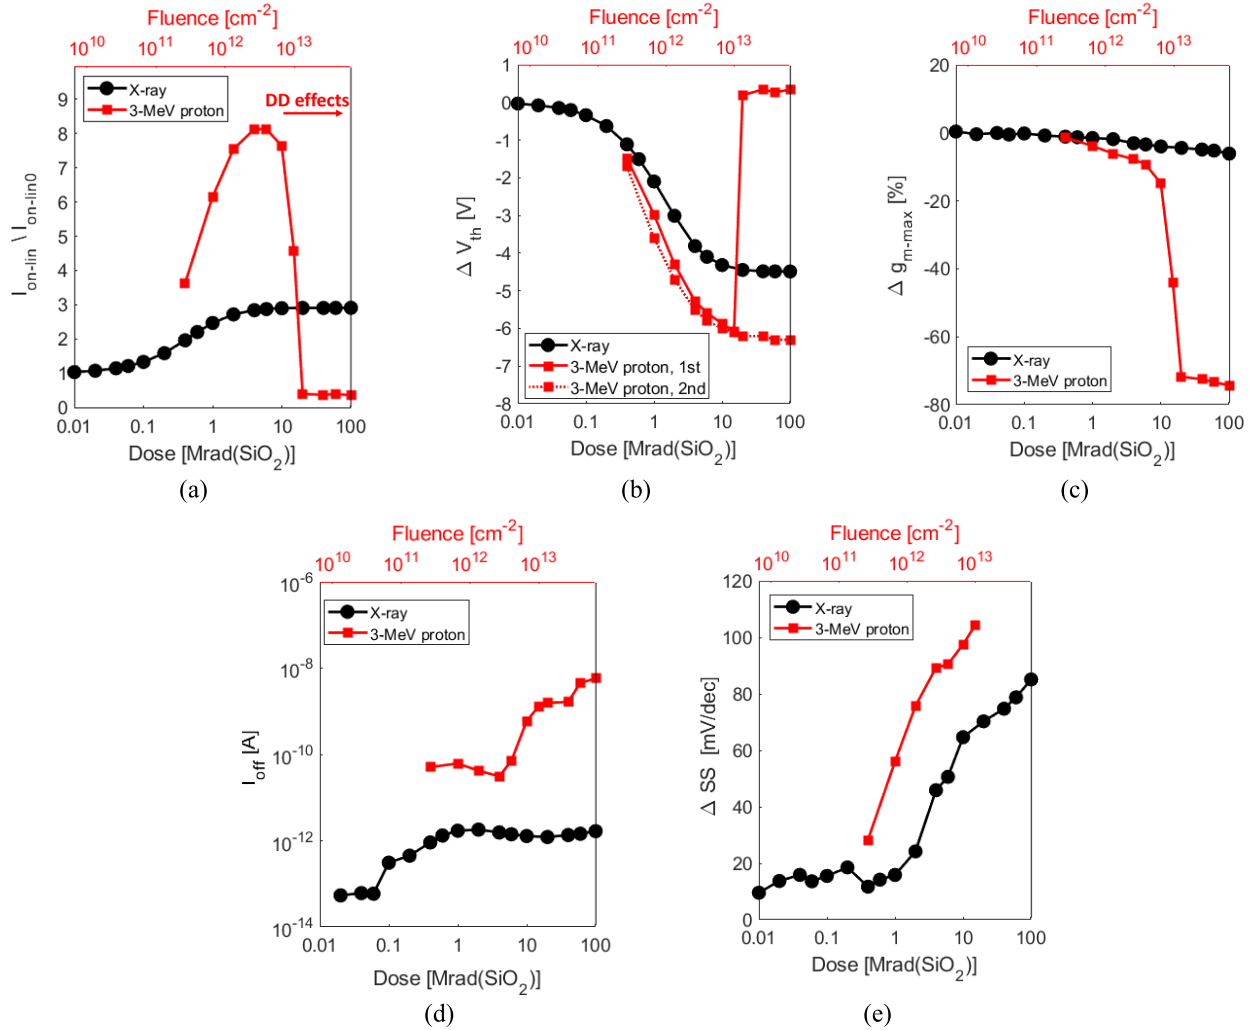 Fluence [cm-2]
10^10 10^11 10^12 10^13
X-ray
3-MeV proton
DD effects
9
8
7
6
5
4
3
2
1
0
I_on-lin \ I_on-lin0
0.01 0.1 1 10 100
Dose [Mrad(SiO2)]
(a)
Fluence [cm-2]
10^10 10^11 10^12 10^13
1
0
-1
-2
-3
-4
-5
-6
-7
-8
Δ V_th [V]
X-ray
3-MeV proton, 1st
3-MeV proton, 2nd
0.01 0.1 1 10 100
Dose [Mrad(SiO2)]
(b)
Fluence [cm-2]
10^10 10^11 10^12 10^13
20
0
-20
-40
-60
-80
Δ g_m-max [%]
X-ray
3-MeV proton
0.01 0.1 1 10 100
Dose [Mrad(SiO2)]
(c)
Fluence [cm-2]
10^10 10^11 10^12 10^13
10^-6
10^-8
10^-10
10^-12
10^-14
I_off [A]
X-ray
3-MeV proton
0.01 0.1 1 10 100
Dose [Mrad(SiO2)]
(d)
Fluence [cm-2]
10^10 10^11 10^12 10^13
120
100
80
60
40
20
0
Δ SS [mV/dec]
X-ray
3-MeV proton
0.01 0.1 1 10 100
Dose [Mrad(SiO2)]
(e)